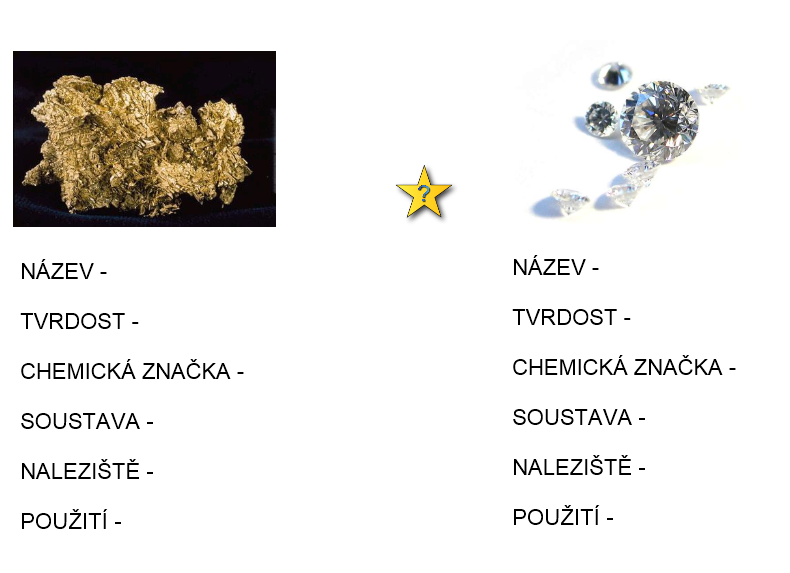 ?
NÁZEV -
TVRDOST -
CHEMICKÁ ZNAČKA -
SOUSTAVA -
NALEZIŠTĚ -
POUŽITÍ -
NÁZEV -
TVRDOST -
CHEMICKÁ ZNAČKA -
SOUSTAVA -
NALEZIŠTĚ -
POUŽITÍ -